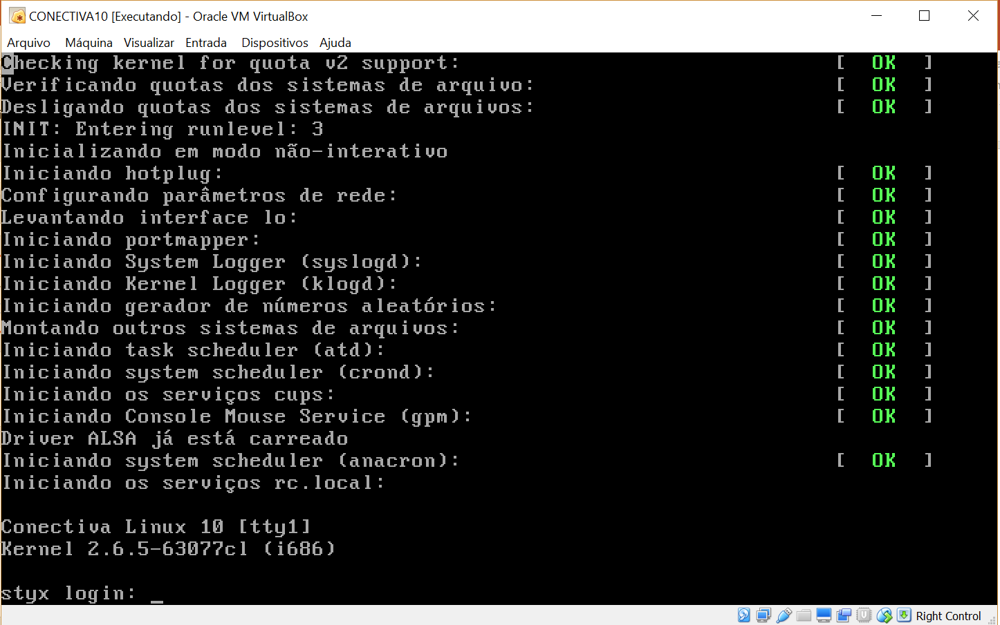 CONECTIVA10 [Executando] - Oracle VM VirtualBox
Arquivo Máquina Visualizar Entrada Dispositivos Ajuda
Checking kernel for quota v2 support: [ OK ]
Verificando quotas dos sistemas de arquivo: [ OK ]
Desligando quotas dos sistemas de arquivos: [ OK ]
INIT: Entering runlevel: 3
Inicializando em modo não-interativo
Iniciando hotplug: [ OK ]
Configurando parâmetros de rede: [ OK ]
Levantando interface lo: [ OK ]
Iniciando portmapper: [ OK ]
Iniciando System Logger (syslogd): [ OK ]
Iniciando Kernel Logger (klogd): [ OK ]
Iniciando gerador de números aleatórios: [ OK ]
Montando outros sistemas de arquivos: [ OK ]
Iniciando task scheduler (atd): [ OK ]
Iniciando system scheduler (crond): [ OK ]
Iniciando os serviços cups: [ OK ]
Iniciando Console Mouse Service (gpm): [ OK ]
Driver ALSA já está carreado
Iniciando system scheduler (anacron): [ OK ]
Iniciando os serviços rc.local:
Conectiva Linux 10 [tty1]
Kernel 2.6.5-63077cl (i686)
styx login: _
Right Control